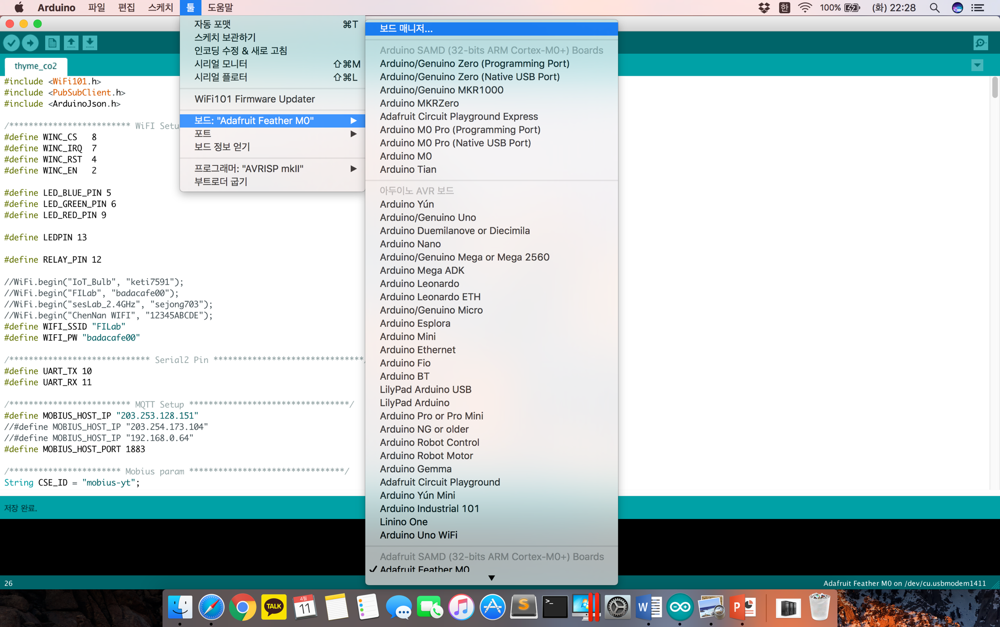 Arduino 파일 편집 스케치 툴 도움말 한 100% (화) 22:28
자동 포맷 ⌘T
스케치 보관하기
인코딩 수정 & 새로 고침
시리얼 모니터 ⇧⌘M
시리얼 플로터 ⇧⌘L
WiFi101 Firmware Updater
보드: "Adafruit Feather M0" ▶
포트 ▶
보드 정보 얻기
프로그래머: "AVRISP mkII" ▶
부트로더 굽기
보드 매니저...
Arduino SAMD (32-bits ARM Cortex-M0+) Boards
Arduino/Genuino Zero (Programming Port)
Arduino/Genuino Zero (Native USB Port)
Arduino/Genuino MKR1000
Arduino MKRZero
Adafruit Circuit Playground Express
Arduino M0 Pro (Programming Port)
Arduino M0 Pro (Native USB Port)
Arduino M0
Arduino Tian
아두이노 AVR 보드
Arduino Yún
Arduino/Genuino Uno
Arduino Duemilanove or Diecimila
Arduino Nano
Arduino/Genuino Mega or Mega 2560
Arduino Mega ADK
Arduino Leonardo
Arduino Leonardo ETH
Arduino/Genuino Micro
Arduino Esplora
Arduino Mini
Arduino Ethernet
Arduino Fio
Arduino BT
LilyPad Arduino USB
LilyPad Arduino
Arduino Pro or Pro Mini
Arduino NG or older
Arduino Robot Control
Arduino Robot Motor
Arduino Gemma
Adafruit Circuit Playground
Arduino Yún Mini
Arduino Industrial 101
Linino One
Arduino Uno WiFi
Adafruit SAMD (32-bits ARM Cortex-M0+) Boards
✓ Adafruit Feather M0
▼
thyme_co2
#include <WiFi101.h>
#include <PubSubClient.h>
#include <ArduinoJson.h>
/************************* WiFI Setu
#define WINC_CS   8
#define WINC_IRQ  7
#define WINC_RST  4
#define WINC_EN   2
#define LED_BLUE_PIN 5
#define LED_GREEN_PIN 6
#define LED_RED_PIN 9
#define LEDPIN 13
#define RELAY_PIN 12
//WiFi.begin("IoT_Bulb", "keti7591");
//WiFi.begin("FILab", "badacafe00");
//WiFi.begin("sesLab_2.4GHz", "sejong703");
//WiFi.begin("ChenNan WIFI", "12345ABCDE");
#define WIFI_SSID "FILab"
#define WIFI_PW "badacafe00"
/***************************** Serial2 Pin *******************************/
#define UART_TX 10
#define UART_RX 11
/************************* MQTT Setup *********************************/
#define MOBIUS_HOST_IP "203.253.128.151"
//#define MOBIUS_HOST_IP "203.254.173.104"
//#define MOBIUS_HOST_IP "192.168.0.64"
#define MOBIUS_HOST_PORT 1883
/*********************** Mobius param ********************************/
String CSE_ID = "mobius-yt";
저장 완료.
26
Adafruit Feather M0 on /dev/cu.usbmodem1411
TALK
4월
11
S
>_
W
P